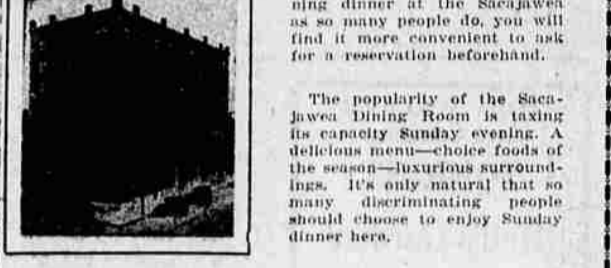 ning dinner at the Sacajawea
as so many people do, you will
find it more convenient to ask
for a reservation beforehand.
The popularity of the Saca-
jawea Dining Room is taxing
its capacity Sunday evening. A
delicious menu—choice foods of
the season—luxurious surround-
ings. It's only natural that so
many discriminating people
should choose to enjoy Sunday
dinner here.